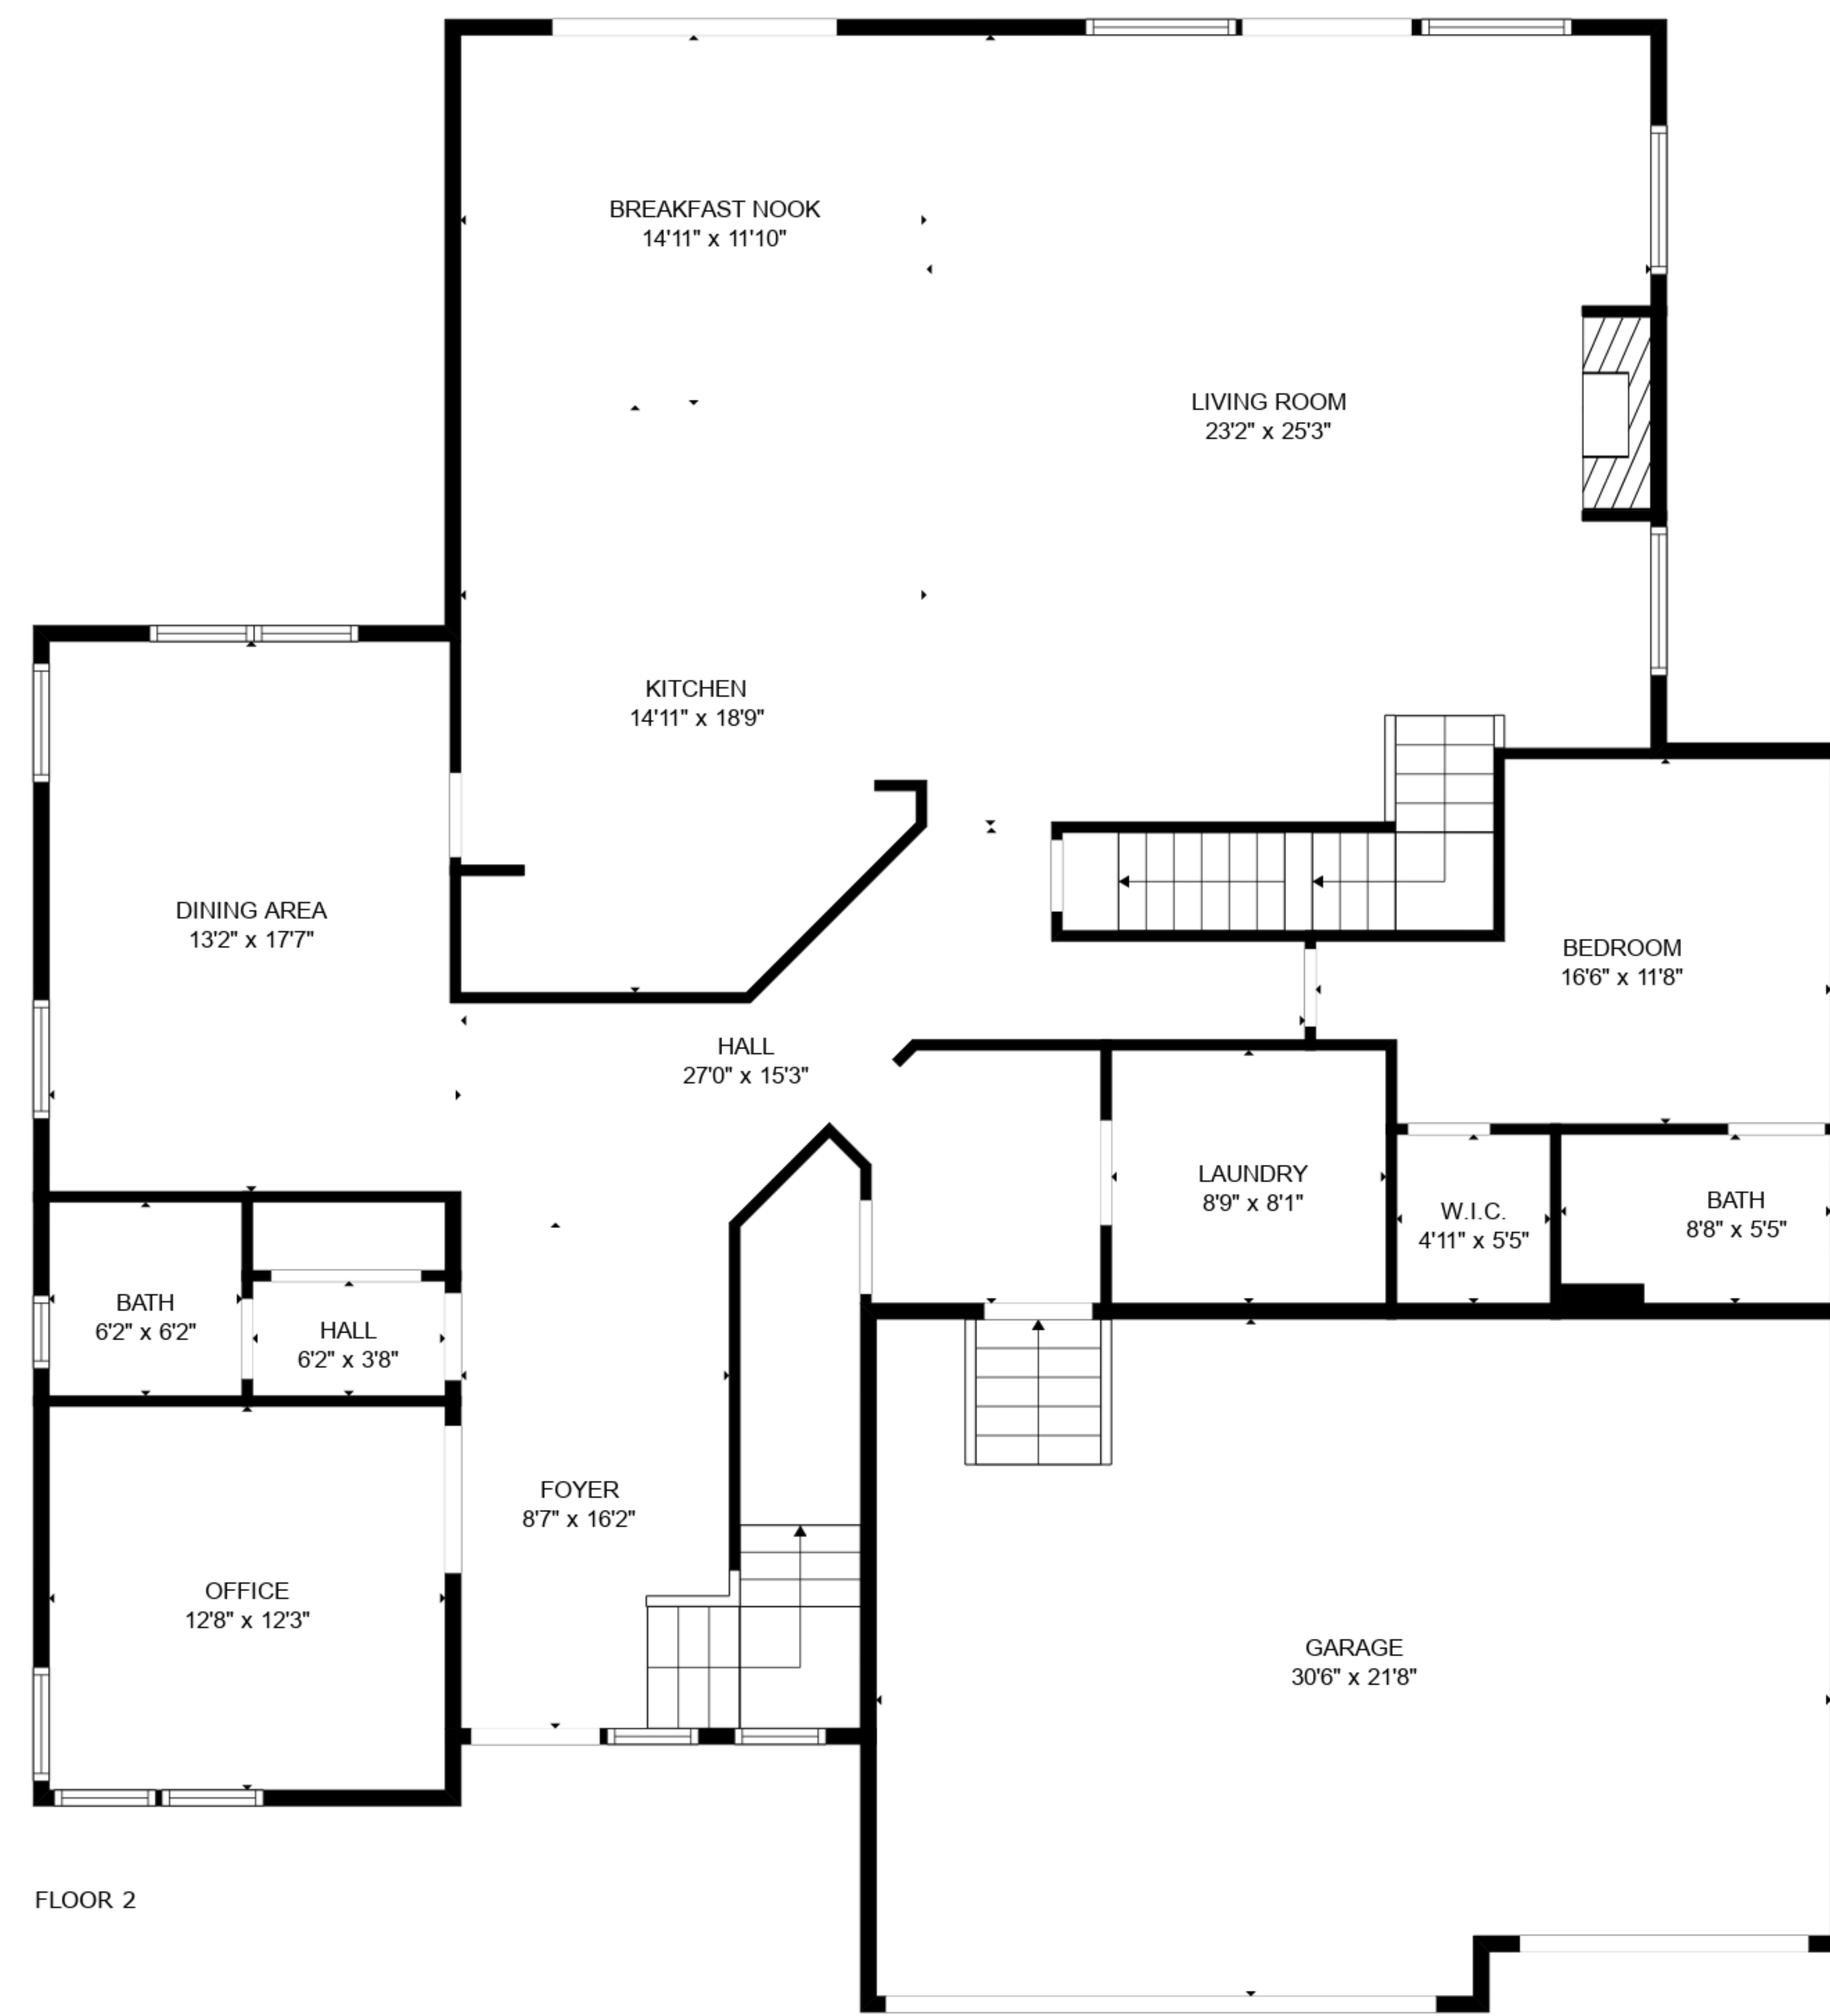 BREAKFAST NOOK
14'11" x 11'10"
LIVING ROOM
23'2" x 25'3"
KITCHEN
14'11" x 18'9"
DINING AREA
13'2" x 17'7"
BEDROOM
16'6" x 11'8"
HALL
27'0" x 15'3"
LAUNDRY
8'9" x 8'1"
W.I.C.
4'11" x 5'5"
BATH
8'8" x 5'5"
BATH
6'2" x 6'2"
HALL
6'2" x 3'8"
FOYER
8'7" x 16'2"
OFFICE
12'8" x 12'3"
GARAGE
30'6" x 21'8"
FLOOR 2